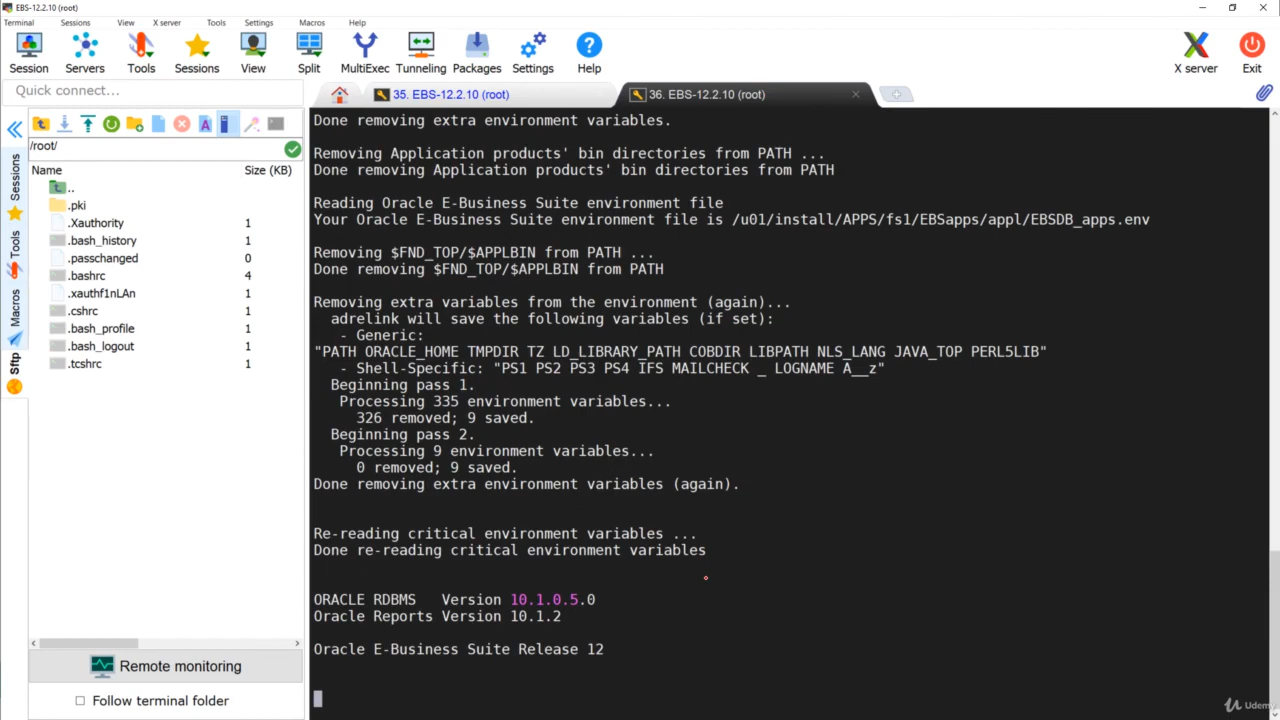 EBS-12.2.10 (root)
Terminal Sessions View X server Tools Settings Macros Help
Session Servers Tools Sessions View Split MultiExec Tunneling Packages Settings Help X server Exit
Quick connect...
35. EBS-12.2.10 (root)
36. EBS-12.2.10 (root)
Sessions
Tools
Macros
Sftp
/root/
Name Size (KB)
..
.pki
.Xauthority 1
.bash_history 1
.passchanged 0
.bashrc 4
.xauthf1nLAn 1
.cshrc 1
.bash_profile 1
.bash_logout 1
.tcshrc 1
Remote monitoring
Follow terminal folder
Done removing extra environment variables.
Removing Application products' bin directories from PATH ...
Done removing Application products' bin directories from PATH
Reading Oracle E-Business Suite environment file
Your Oracle E-Business Suite environment file is /u01/install/APPS/fs1/EBSapps/appl/EBSDB_apps.env
Removing $FND_TOP/$APPLBIN from PATH ...
Done removing $FND_TOP/$APPLBIN from PATH
Removing extra variables from the environment (again)...
adrelink will save the following variables (if set):
- Generic:
"PATH ORACLE_HOME TMPDIR TZ LD_LIBRARY_PATH COBDIR LIBPATH NLS_LANG JAVA_TOP PERL5LIB"
- Shell-Specific: "PS1 PS2 PS3 PS4 IFS MAILCHECK _ LOGNAME A__z"
Beginning pass 1.
Processing 335 environment variables...
326 removed; 9 saved.
Beginning pass 2.
Processing 9 environment variables...
0 removed; 9 saved.
Done removing extra environment variables (again).
Re-reading critical environment variables ...
Done re-reading critical environment variables
ORACLE RDBMS Version 10.1.0.5.0
Oracle Reports Version 10.1.2
Oracle E-Business Suite Release 12
Udemy